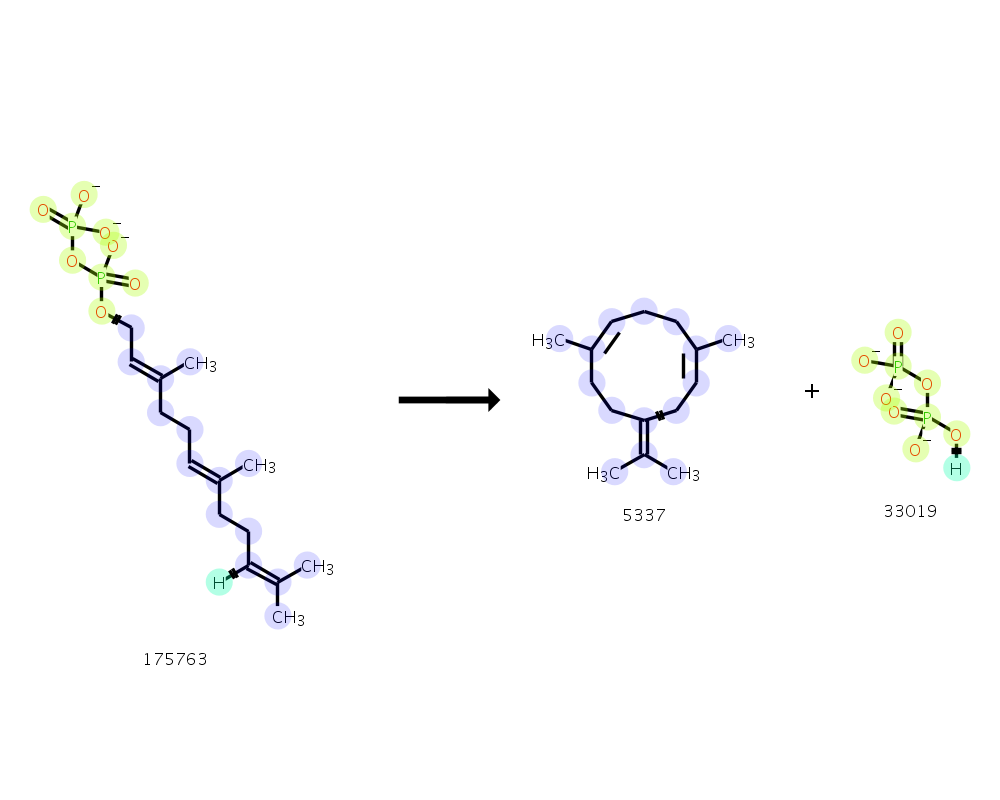 O⁻
O P O⁻
O⁻
O P O
O
CH₃
CH₃
H CH₃
CH₃
175763
H₃C CH₃
H₃C CH₃
5337
+
O
O⁻ P
O⁻ O
O P
O⁻ O
H
33019